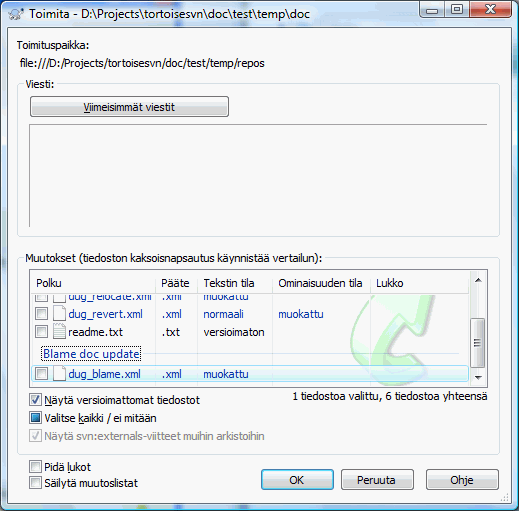 Toimita - D:\Projects\tortoisesvn\doc\test\temp\doc
Toimituspaikka:
file:///D:/Projects/tortoisesvn/doc/test/temp/repos
Viesti:
Viimeisimmät viestit
Muutokset (tiedoston kaksoisnapsautus käynnistää vertailun):
Polku Pääte Tekstin tila Ominaisuuden tila Lukko
dug_relocate.xml .xml muokattu
dug_revert.xml .xml normaali muokattu
readme.txt .txt versioimaton
Blame doc update
dug_blame.xml .xml muokattu
Näytä versioimattomat tiedostot
1 tiedostoa valittu, 6 tiedostoa yhteensä
Valitse kaikki / ei mitään
Näytä svn:externals-viitteet muihin arkistoihin
Pidä lukot
Säilytä muutoslistat
OK Peruuta Ohje